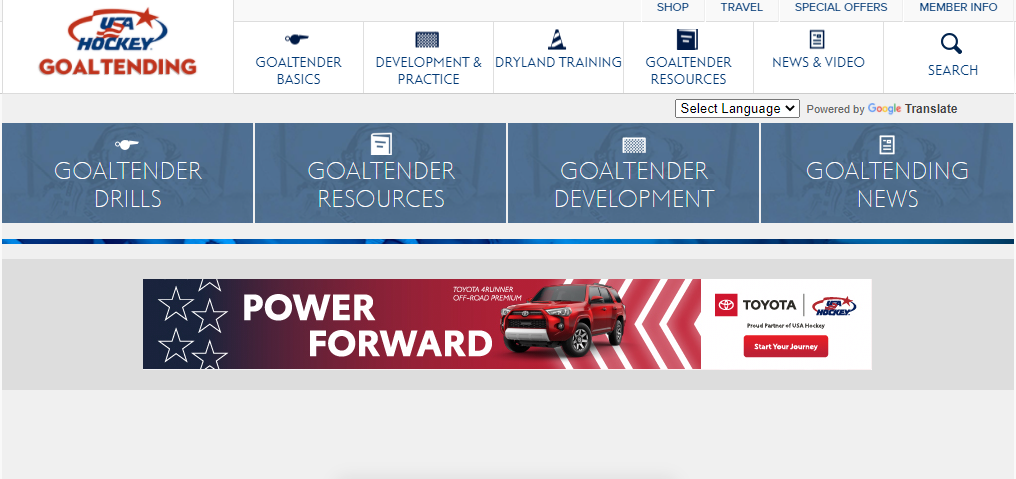 SHOP TRAVEL SPECIAL OFFERS MEMBER INFO
USA
HOCKEY
GOALTENDING
GOALTENDER
BASICS
DEVELOPMENT &
PRACTICE
DRYLAND TRAINING
GOALTENDER
RESOURCES
NEWS & VIDEO
SEARCH
Select Language Powered by Google Translate
GOALTENDER
DRILLS
GOALTENDER
RESOURCES
GOALTENDER
DEVELOPMENT
GOALTENDING
NEWS
POWER
FORWARD
TOYOTA 4RUNNER
OFF-ROAD PREMIUM
TOYOTA
USA
HOCKEY
Proud Partner of USA Hockey
Start Your Journey